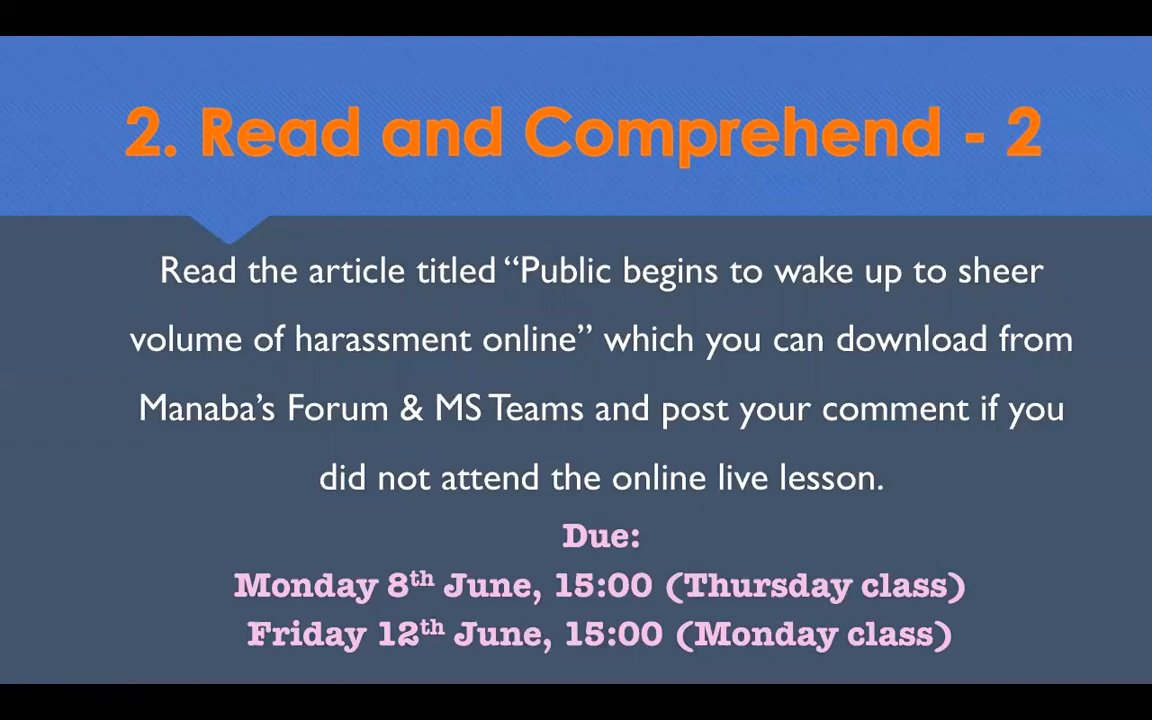 2. Read and Comprehend - 2
Read the article titled “Public begins to wake up to sheer
volume of harassment online” which you can download from
Manaba’s Forum & MS Teams and post your comment if you
did not attend the online live lesson.
Due:
Monday 8th June, 15:00 (Thursday class)
Friday 12th June, 15:00 (Monday class)